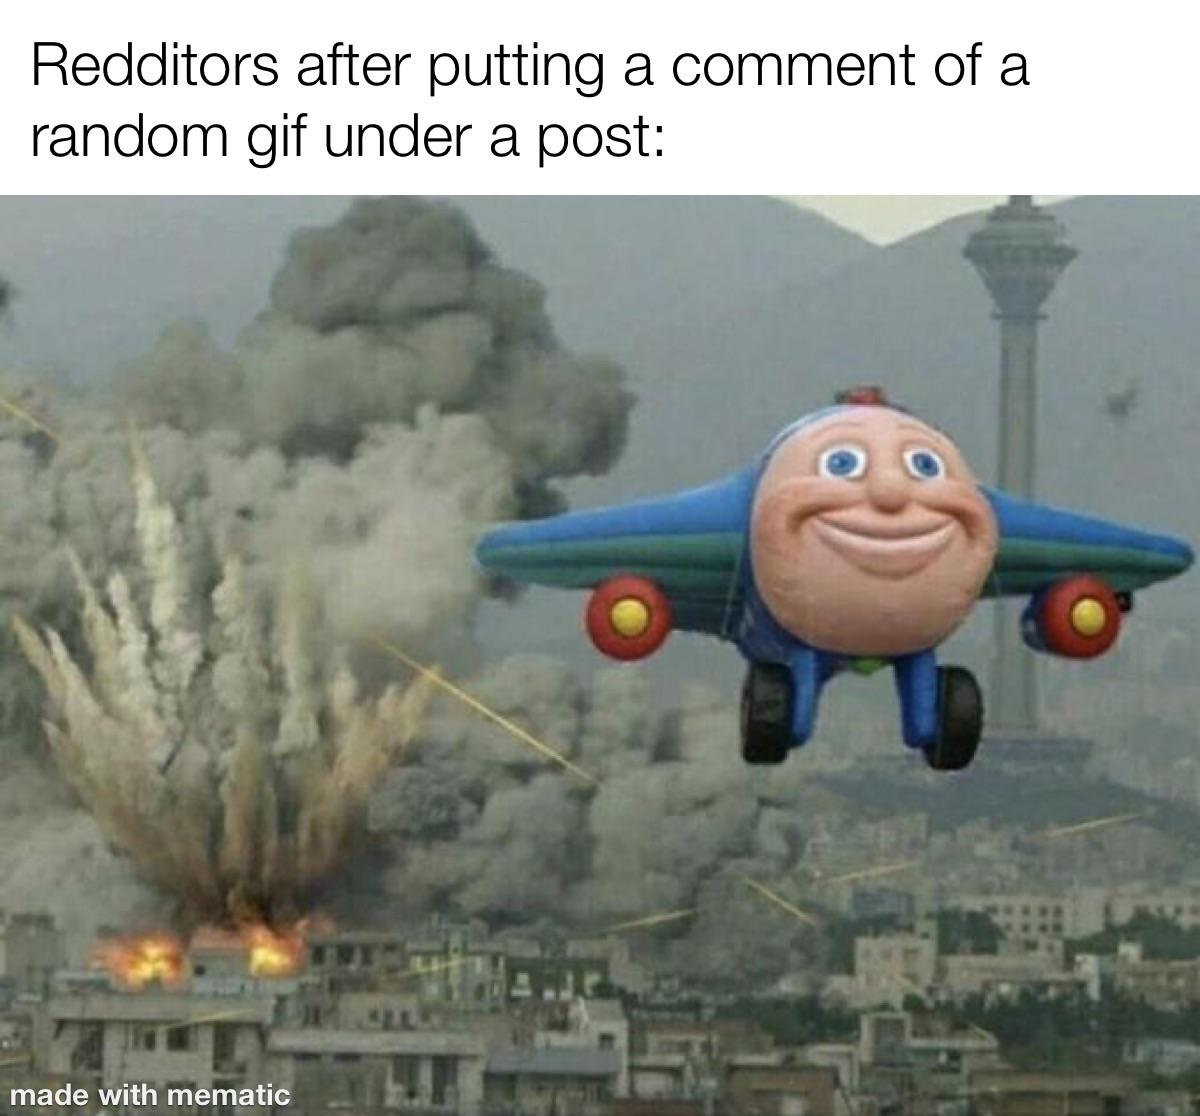 Redditors after putting a comment of a
random gif under a post:
made with mematic